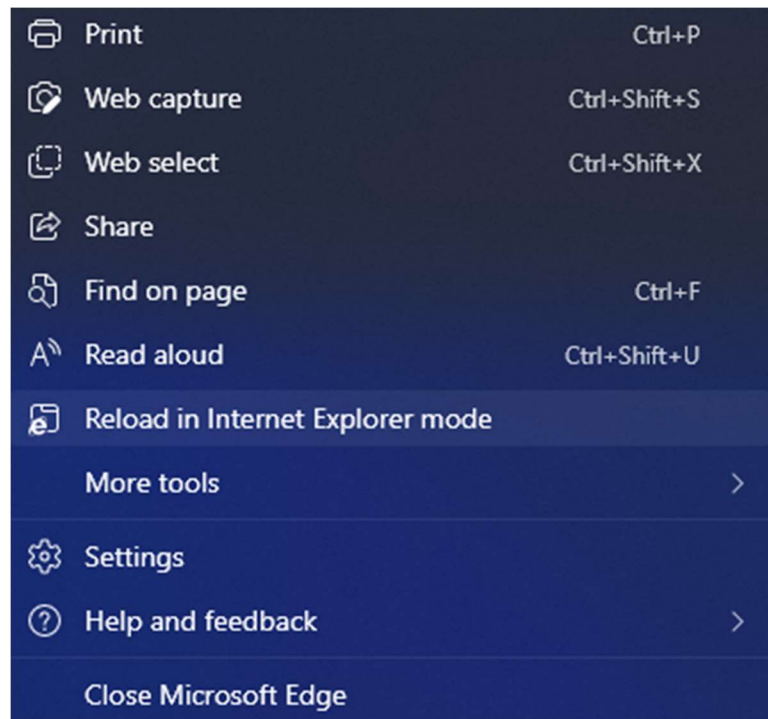 Print Ctrl+P
Web capture Ctrl+Shift+S
Web select Ctrl+Shift+X
Share
Find on page Ctrl+F
Read aloud Ctrl+Shift+U
Reload in Internet Explorer mode
More tools
Settings
Help and feedback
Close Microsoft Edge